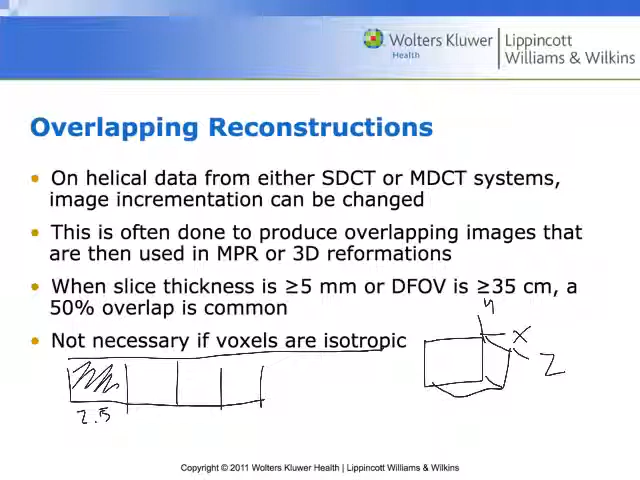 Wolters Kluwer
Health
Lippincott
Williams & Wilkins
Overlapping Reconstructions
• On helical data from either SDCT or MDCT systems,
image incrementation can be changed
• This is often done to produce overlapping images that
are then used in MPR or 3D reformations
• When slice thickness is ≥5 mm or DFOV is ≥35 cm, a
50% overlap is common
• Not necessary if voxels are isotropic
y
x
z
2.5
Copyright © 2011 Wolters Kluwer Health | Lippincott Williams & Wilkins